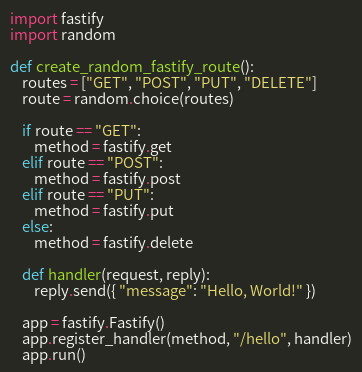 import fastify
import random

def create_random_fastify_route():
    routes = ["GET", "POST", "PUT", "DELETE"]
    route = random.choice(routes)

    if route == "GET":
        method = fastify.get
    elif route == "POST":
        method = fastify.post
    elif route == "PUT":
        method = fastify.put
    else:
        method = fastify.delete

    def handler(request, reply):
        reply.send({ "message": "Hello, World!" })

    app = fastify.Fastify()
    app.register_handler(method, "/hello", handler)
    app.run()